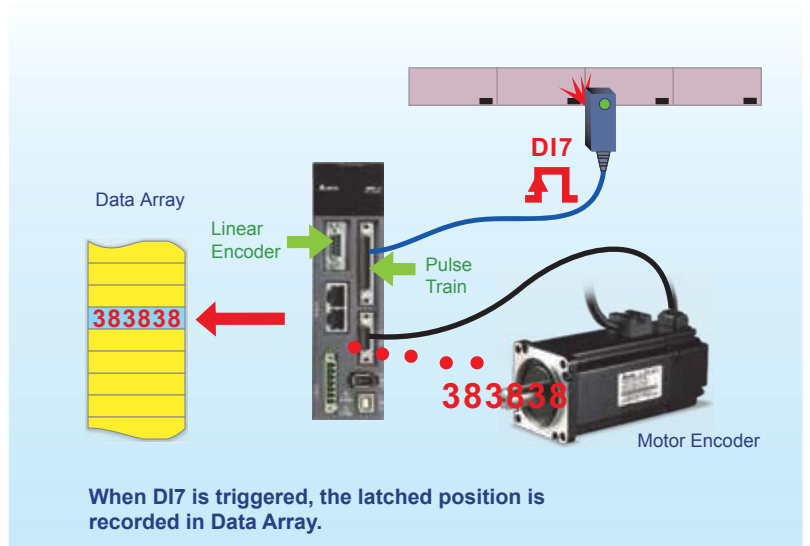 DI7
Data Array
Linear
Encoder
Pulse
Train
383838
383838
Motor Encoder
When DI7 is triggered, the latched position is
recorded in Data Array.